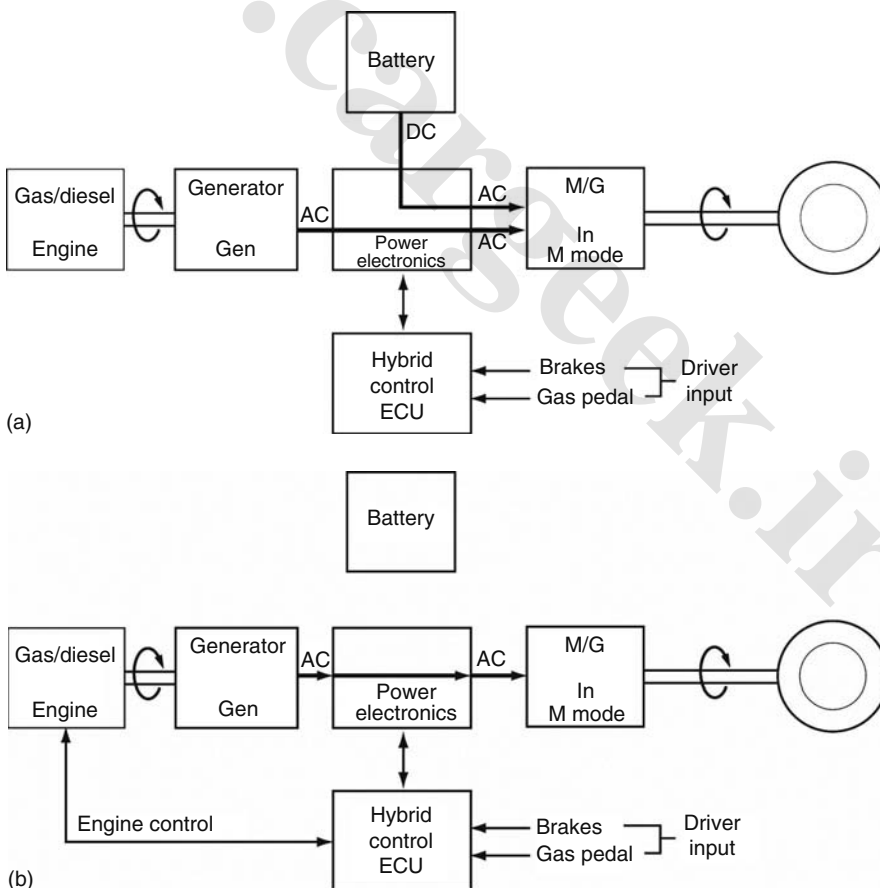 .cargeek.ir
Battery
DC
Gas/diesel
Engine
Generator
Gen
AC
Power
electronics
AC
AC
M/G
In
M mode
Hybrid
control
ECU
Brakes
Gas pedal
Driver
input
(a)
Battery
Gas/diesel
Engine
Generator
Gen
AC
Power
electronics
AC
M/G
In
M mode
Engine control
Hybrid
control
ECU
Brakes
Gas pedal
Driver
input
(b)